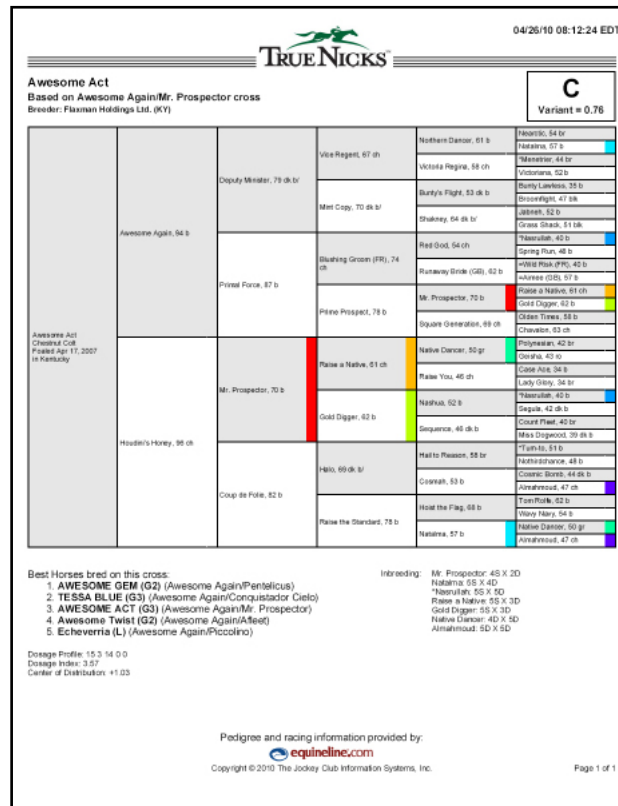 04/26/10 08:12:24 EDT
TRUENICKS
Awesome Act
Based on Awesome Again/Mr. Prospector cross
Breeder: Flaxman Holdings Ltd. (KY)
C
Variant = 0.76
Awesome Act
Chestnut Colt
Foaled Apr 17, 2007
in Kentucky
Awesome Again, 94 b
Houdini's Honey, 96 ch
Deputy Minister, 79 dk b/
Primal Force, 87 b
Mr. Prospector, 70 b
Coup de Folie, 82 b
Vice Regent, 67 ch
Mint Copy, 70 dk b/
Blushing Groom (FR), 74
ch
Prime Prospect, 78 b
Raise a Native, 61 ch
Gold Digger, 62 b
Halo, 69 dk b/
Raise the Standard, 78 b
Northern Dancer, 61 b
Victoria Regina, 58 ch
Bunty's Flight, 53 dk b
Shakney, 64 dk b/
Red God, 54 ch
Runaway Bride (GB), 62 b
Mr. Prospector, 70 b
Square Generation, 69 ch
Native Dancer, 50 gr
Raise You, 46 ch
Nashua, 52 b
Sequence, 46 dk b
Hail to Reason, 58 br
Cosmah, 53 b
Hoist the Flag, 68 b
Natalma, 57 b
Nearctic, 54 br
Natalma, 57 b
*Menetrier, 44 br
Victoriana, 52 b
Bunty Lawless, 35 b
Broomflight, 47 blk
Jabneh, 52 b
Grass Shack, 51 blk
*Nasrullah, 40 b
Spring Run, 48 b
=Wild Risk (FR), 40 b
=Aimee (GB), 57 b
Raise a Native, 61 ch
Gold Digger, 62 b
Olden Times, 58 b
Chavalon, 63 ch
Polynesian, 42 br
Geisha, 43 ro
Case Ace, 34 b
Lady Glory, 34 br
*Nasrullah, 40 b
Segula, 42 dk b
Count Fleet, 40 br
Miss Dogwood, 39 dk b
*Turn-to, 51 b
Nothirdchance, 48 b
Cosmic Bomb, 44 dk b
Almahmoud, 47 ch
Tom Rolfe, 62 b
Wavy Navy, 54 b
Native Dancer, 50 gr
Almahmoud, 47 ch
Best Horses bred on this cross:
1. AWESOME GEM (G2) (Awesome Again/Pentelicus)
2. TESSA BLUE (G3) (Awesome Again/Conquistador Cielo)
3. AWESOME ACT (G3) (Awesome Again/Mr. Prospector)
4. Awesome Twist (G2) (Awesome Again/Afleet)
5. Echeverria (L) (Awesome Again/Piccolino)
Inbreeding: Mr. Prospector: 4S X 2D
Natalma: 5S X 4D
*Nasrullah: 5S X 5D
Raise a Native: 5S X 3D
Gold Digger: 5S X 3D
Native Dancer: 4D X 5D
Almahmoud: 5D X 5D
Dosage Profile: 15 3 14 0 0
Dosage Index: 3.57
Center of Distribution: +1.03
Pedigree and racing information provided by:
equineline.com
Copyright © 2010 The Jockey Club Information Systems, Inc.
Page 1 of 1